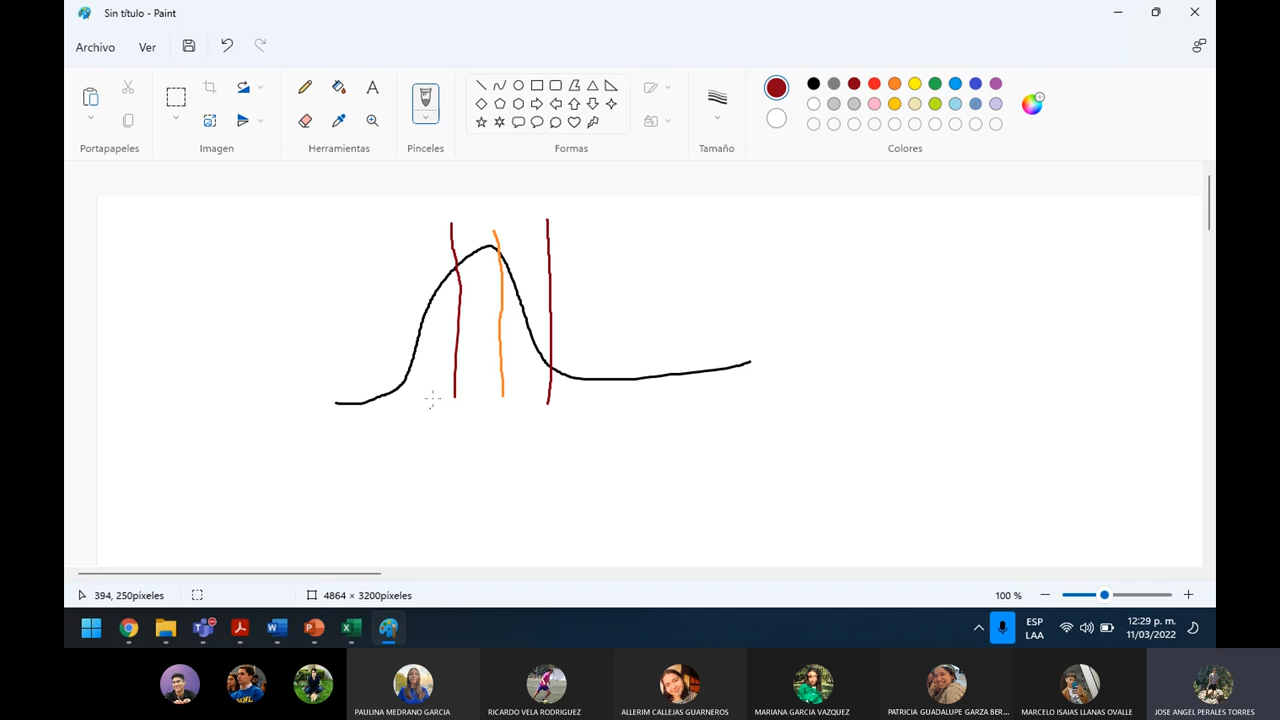 Sin título - Paint
Archivo Ver
Portapapeles Imagen Herramientas Pinceles Formas Tamaño Colores
394, 250píxeles 4864 × 3200píxeles 100 %
ESP
LAA
12:29 p. m.
11/03/2022
PAULINA MEDRANO GARCIA RICARDO VELA RODRIGUEZ ALLERIM CALLEJAS GUARNEROS MARIANA GARCIA VAZQUEZ PATRICIA GUADALUPE GARZA BER... MARCELO ISAIAS LLANAS OVALLE JOSE ANGEL PERALES TORRES